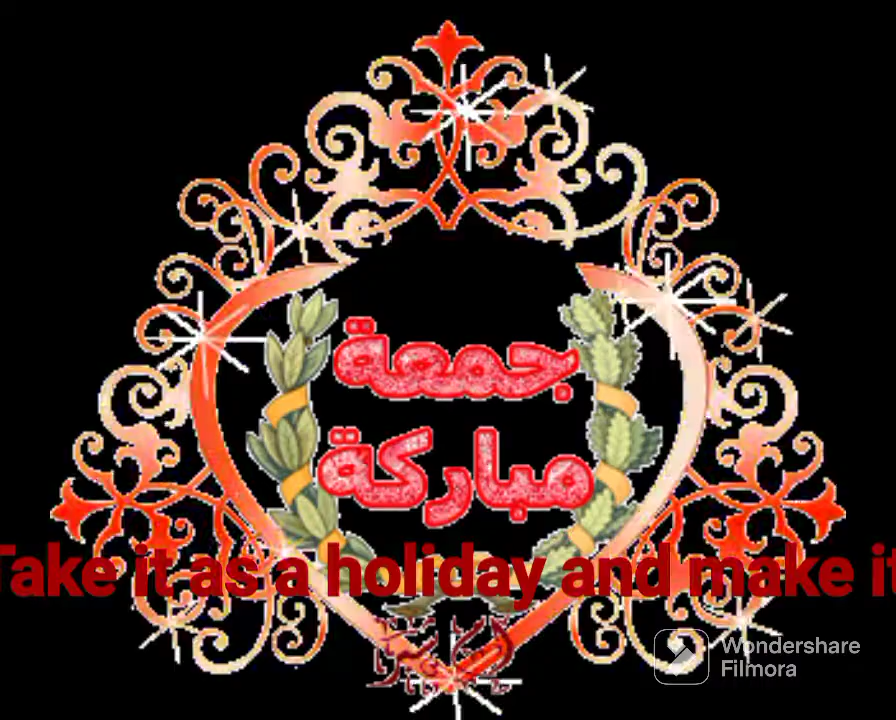 جمعة
مباركة
Take it as a holiday and make it
Wondershare
Filmora